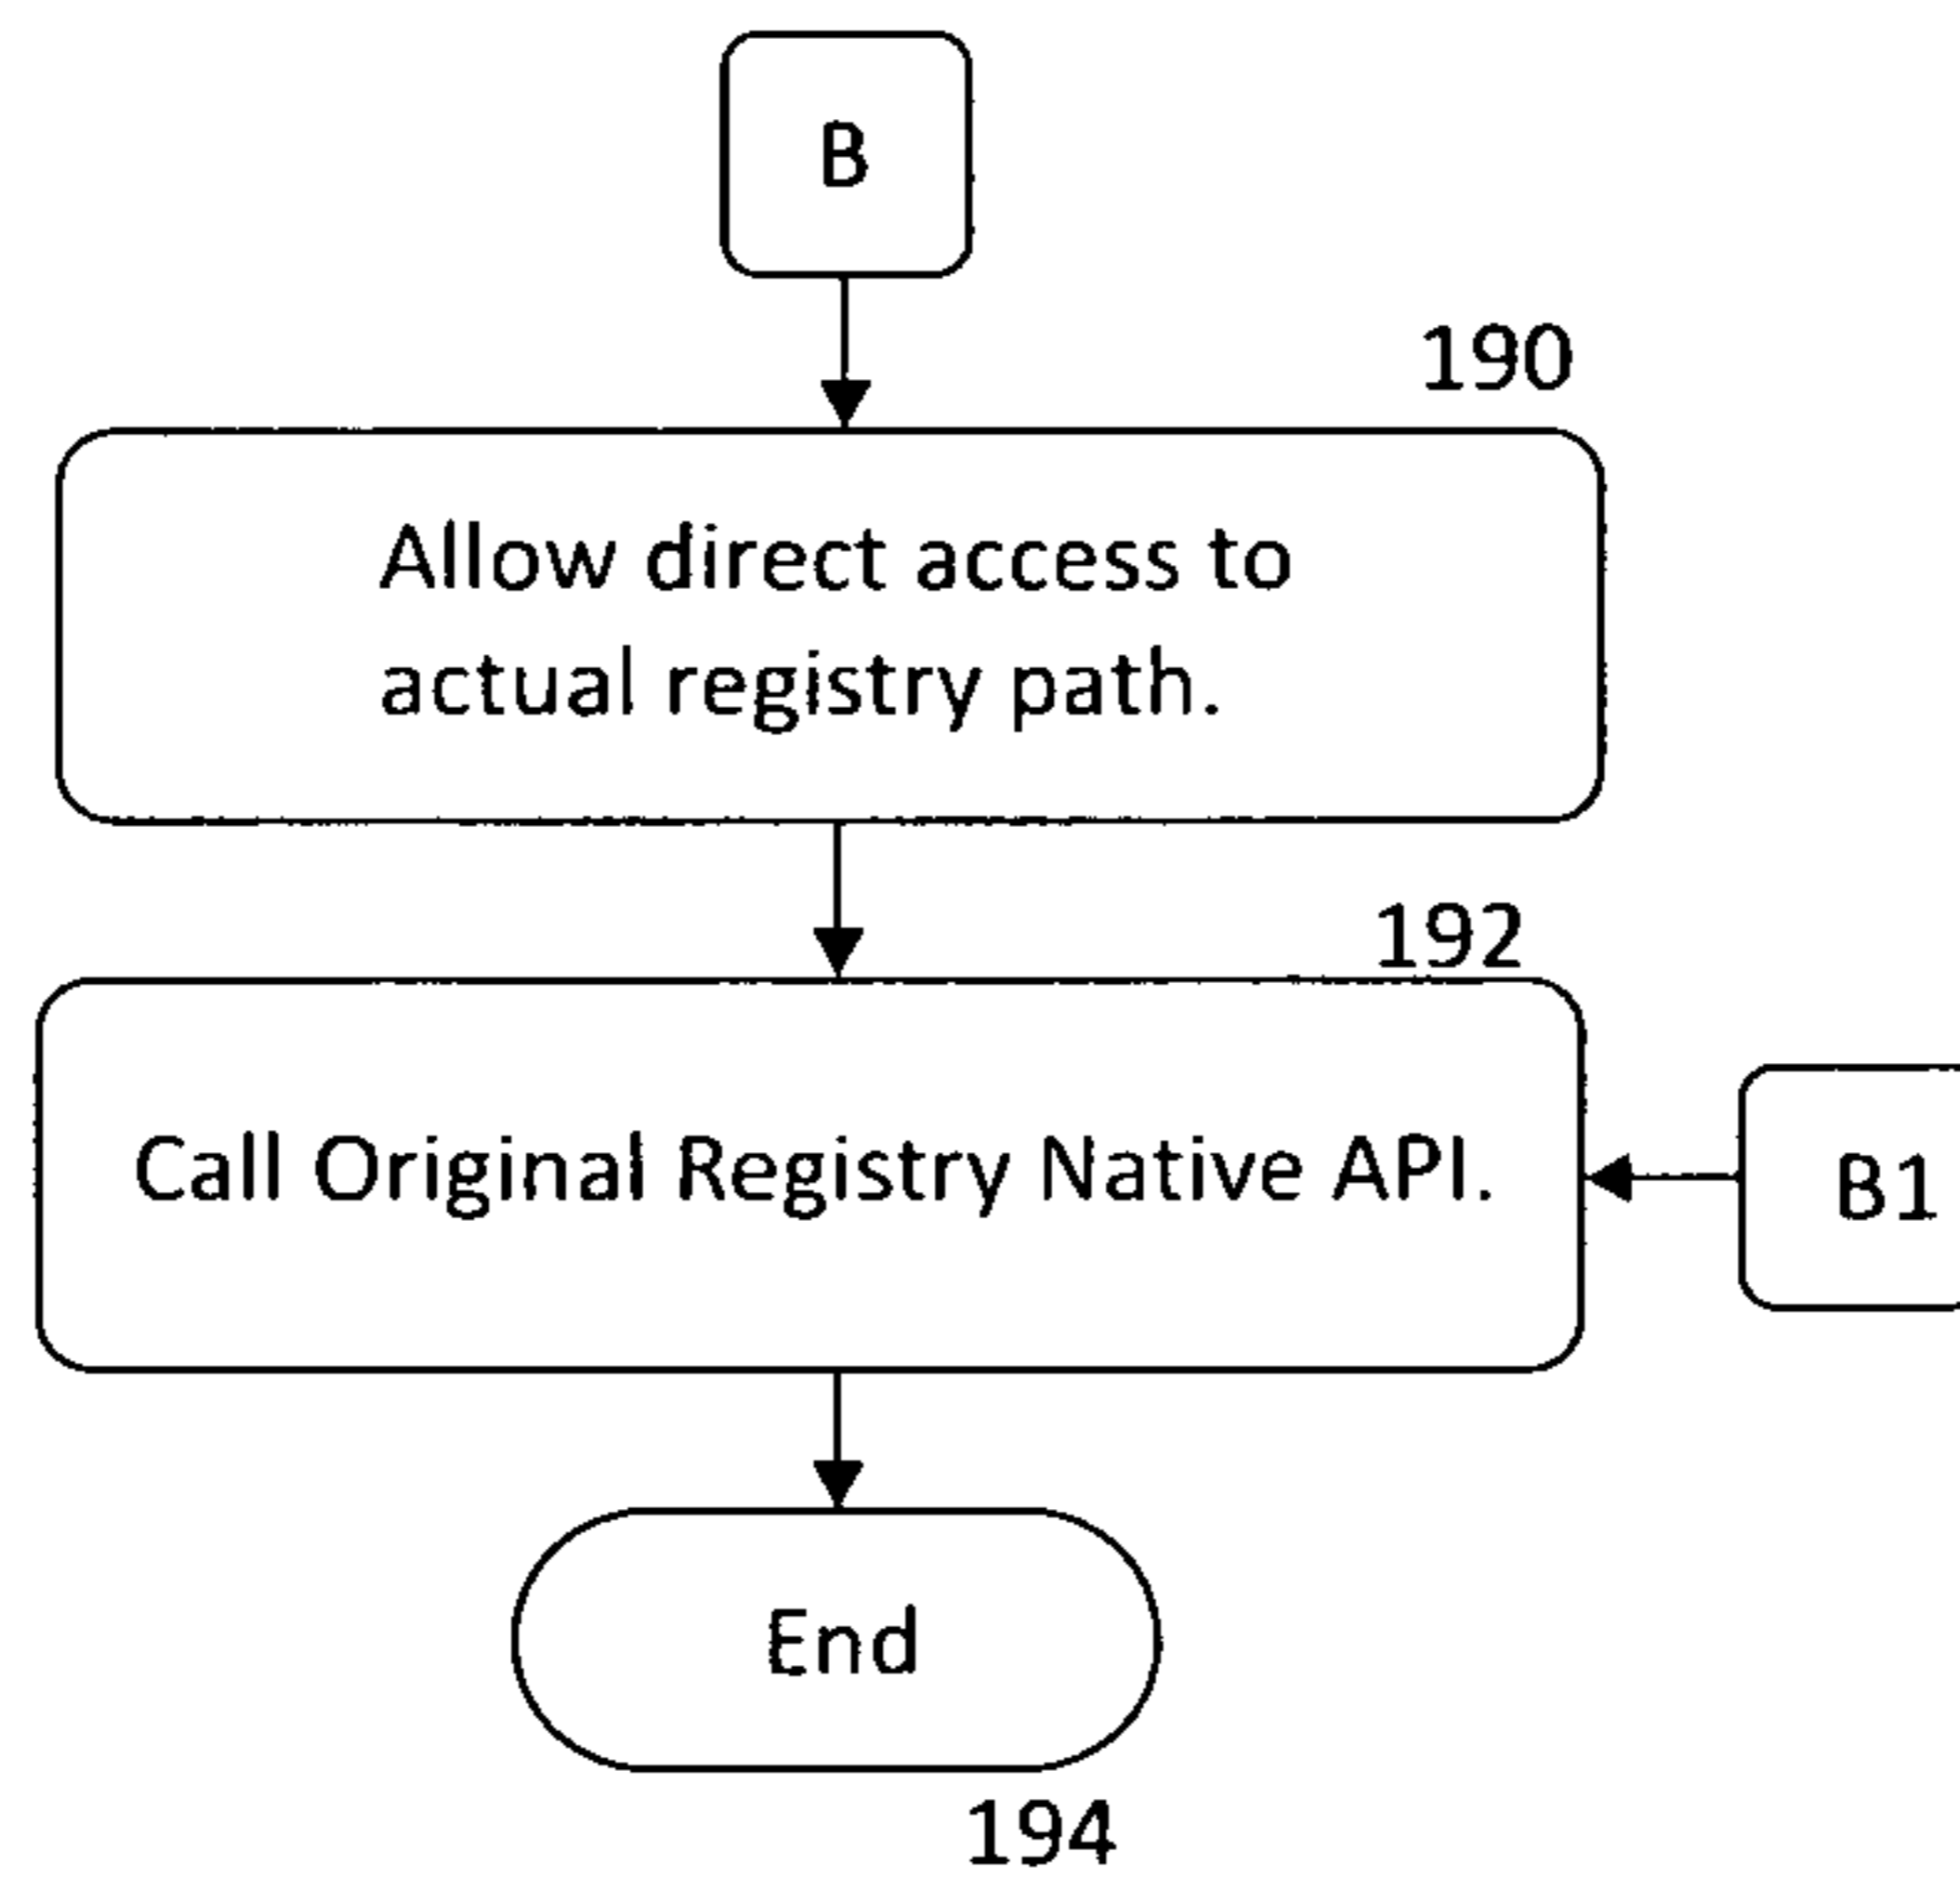 B
190
Allow direct access to
actual registry path.
192
Call Original Registry Native API.
B1
End
194